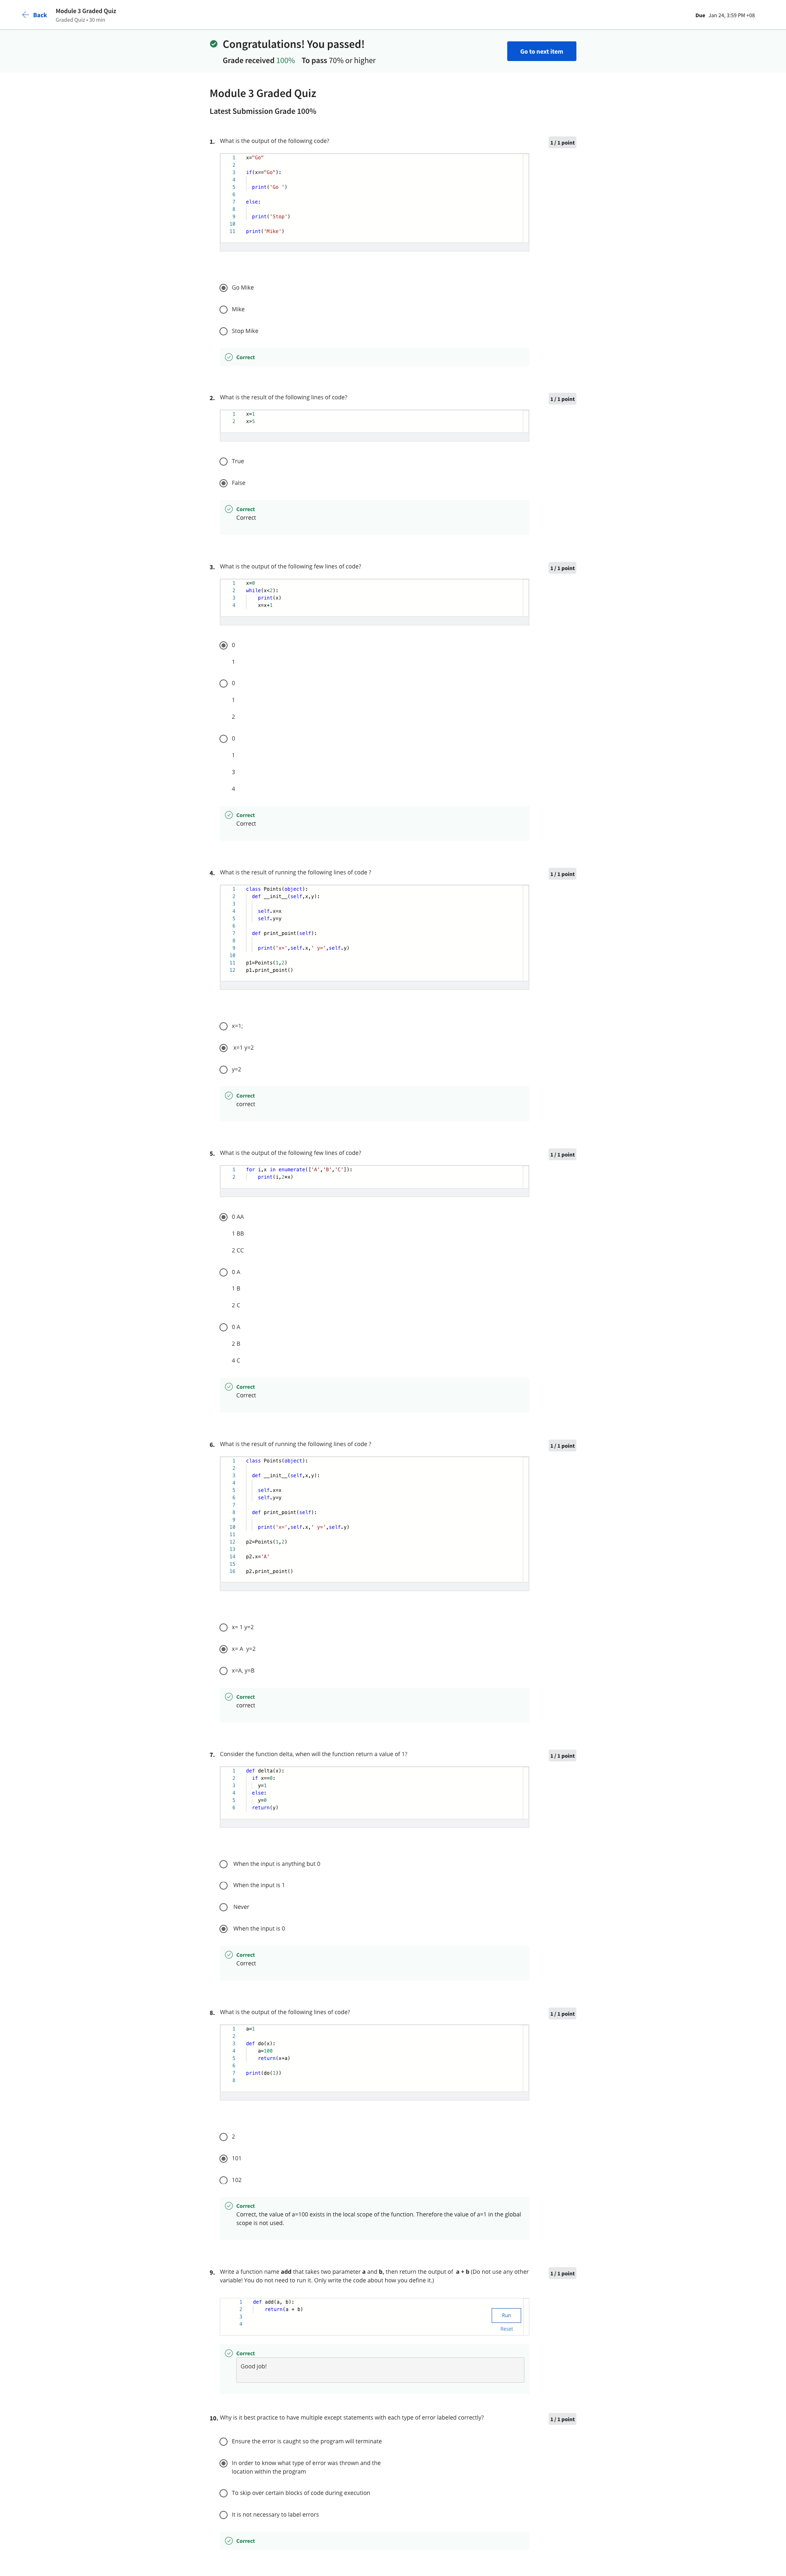 Back
Module 3 Graded Quiz
Graded Quiz • 30 min
Due Jan 24, 3:59 PM +08
Congratulations! You passed!
Grade received 100% To pass 70% or higher
Go to next item
Module 3 Graded Quiz
Latest Submission Grade 100%
1. What is the output of the following code?
1 / 1 point
1 x="Go"
2
3 if(x=="Go"):
4
5 print('Go ')
6
7 else:
8
9 print('Stop')
10
11 print('Mike')
Go Mike
Mike
Stop Mike
Correct
2. What is the result of the following lines of code?
1 / 1 point
1 x=1
2 x>5
True
False
Correct
Correct
3. What is the output of the following few lines of code?
1 / 1 point
1 x=0
2 while(x<2):
3 print(x)
4 x=x+1
0
1
0
1
2
0
1
3
4
Correct
Correct
4. What is the result of running the following lines of code ?
1 / 1 point
1 class Points(object):
2 def __init__(self,x,y):
3
4 self.x=x
5 self.y=y
6
7 def print_point(self):
8
9 print('x=',self.x,' y=',self.y)
10
11 p1=Points(1,2)
12 p1.print_point()
x=1;
x=1 y=2
y=2
Correct
correct
5. What is the output of the following few lines of code?
1 / 1 point
1 for i,x in enumerate(['A','B','C']):
2 print(i,2*x)
0 AA
1 BB
2 CC
0 A
1 B
2 C
0 A
2 B
4 C
Correct
Correct
6. What is the result of running the following lines of code ?
1 / 1 point
1 class Points(object):
2
3 def __init__(self,x,y):
4
5 self.x=x
6 self.y=y
7
8 def print_point(self):
9
10 print('x=',self.x,' y=',self.y)
11
12 p2=Points(1,2)
13
14 p2.x='A'
15
16 p2.print_point()
x= 1 y=2
x= A y=2
x=A, y=B
Correct
correct
7. Consider the function delta, when will the function return a value of 1?
1 / 1 point
1 def delta(x):
2 if x==0:
3 y=1
4 else:
5 y=0
6 return(y)
When the input is anything but 0
When the input is 1
Never
When the input is 0
Correct
Correct
8. What is the output of the following lines of code?
1 / 1 point
1 a=1
2
3 def do(x):
4 a=100
5 return(x+a)
6
7 print(do(1))
8
2
101
102
Correct
Correct, the value of a=100 exists in the local scope of the function. Therefore the value of a=1 in the global
scope is not used.
9. Write a function name add that takes two parameter a and b, then return the output of a + b (Do not use any other
variable! You do not need to run it. Only write the code about how you define it.)
1 / 1 point
1 def add(a, b):
2 return(a + b)
3
4
Run
Reset
Correct
Good job!
10. Why is it best practice to have multiple except statements with each type of error labeled correctly?
1 / 1 point
Ensure the error is caught so the program will terminate
In order to know what type of error was thrown and the
location within the program
To skip over certain blocks of code during execution
It is not necessary to label errors
Correct